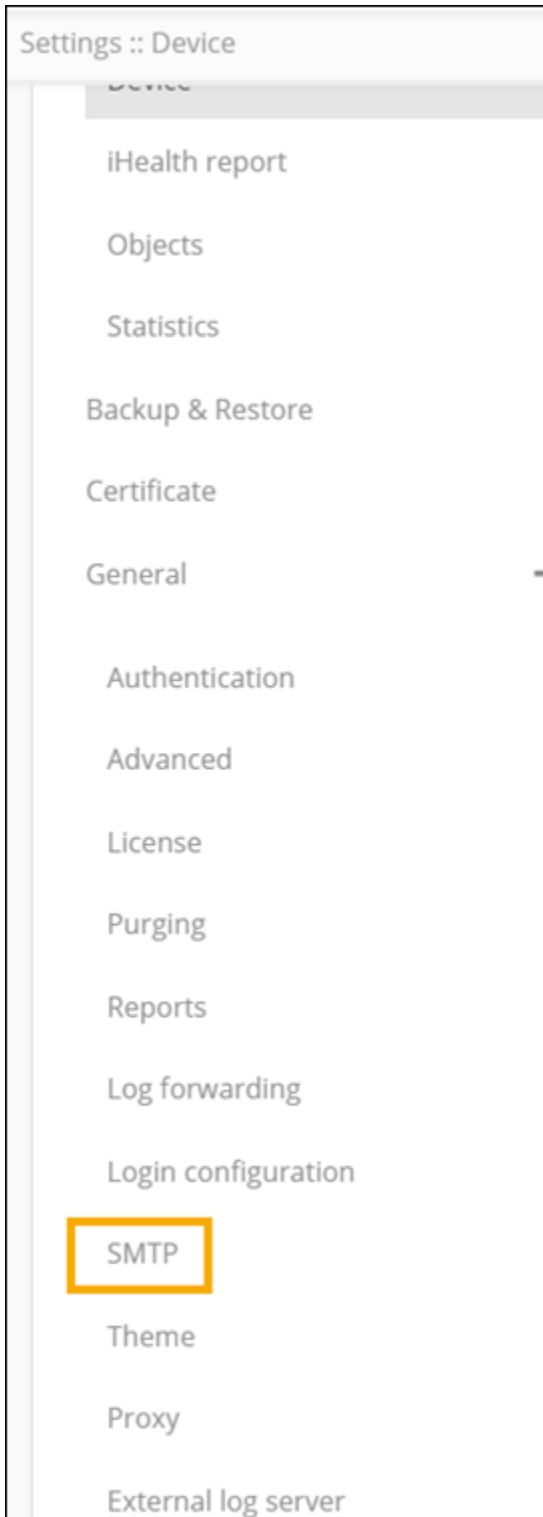 Settings :: Device
Device
iHealth report
Objects
Statistics
Backup & Restore
Certificate
General
Authentication
Advanced
License
Purging
Reports
Log forwarding
Login configuration
SMTP
Theme
Proxy
External log server